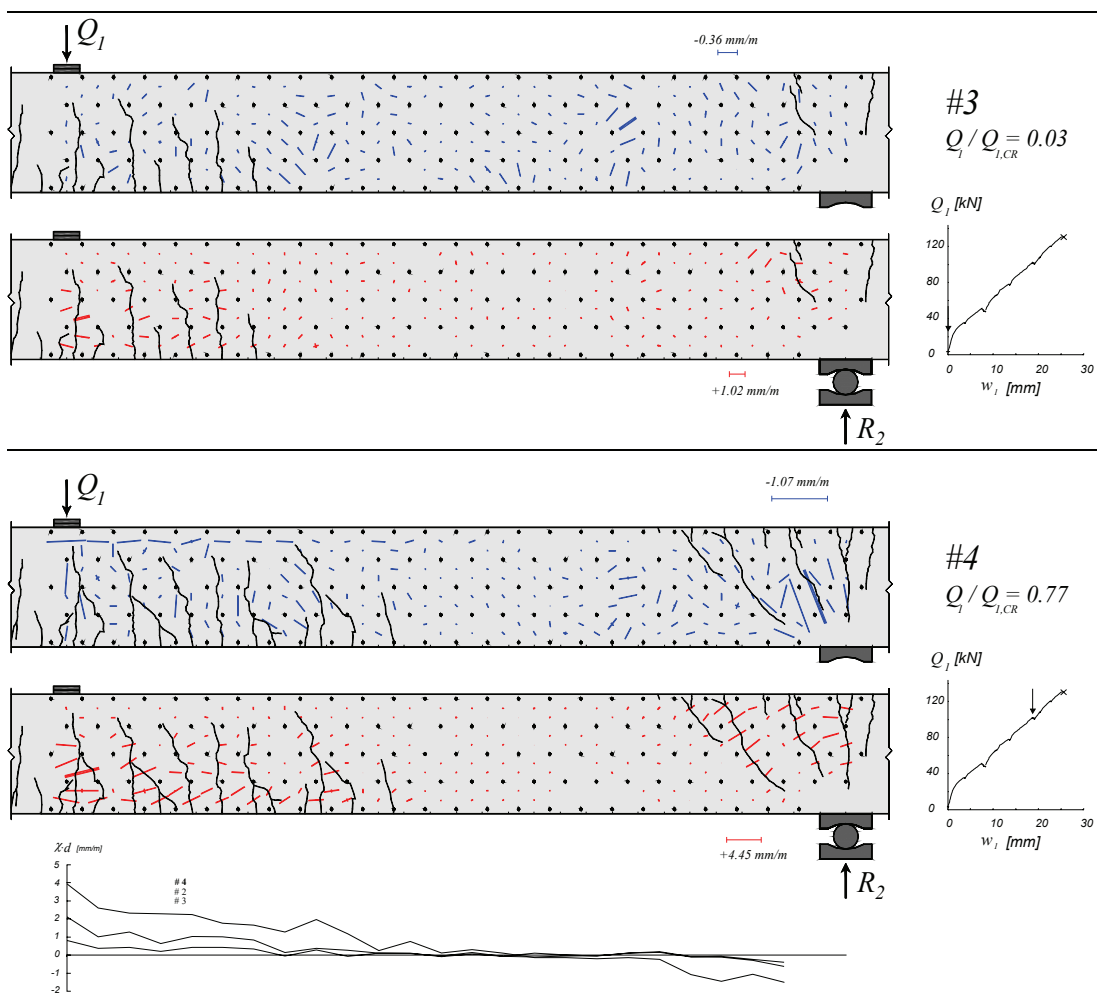 Q1
-0.36 mm/m
#3
Q1 / Q1,CR = 0.03
Q1 [kN]
120
80
40
0
0 10 20 30
w1 [mm]
+1.02 mm/m
R2
Q1
-1.07 mm/m
#4
Q1 / Q1,CR = 0.77
Q1 [kN]
120
80
40
0
0 10 20 30
w1 [mm]
+4.45 mm/m
R2
χ·d [mm/m]
5
4
3
2
1
0
-1
-2
# 4
# 2
# 3